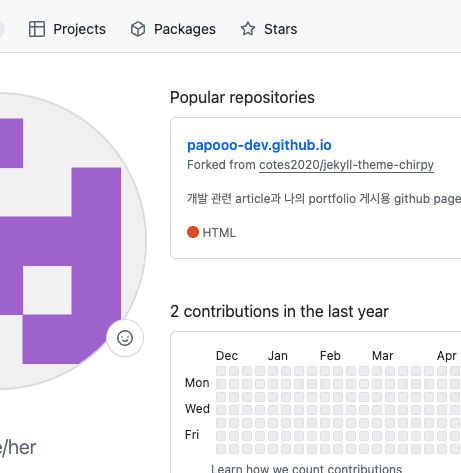 Projects Packages Stars
Popular repositories
papooo-dev.github.io
Forked from cotes2020/jekyll-theme-chirpy
개발 관련 article과 나의 portfolio 게시용 github page
HTML
2 contributions in the last year
Dec Jan Feb Mar Apr
Mon
Wed
Fri
/her
Learn how we count contributions